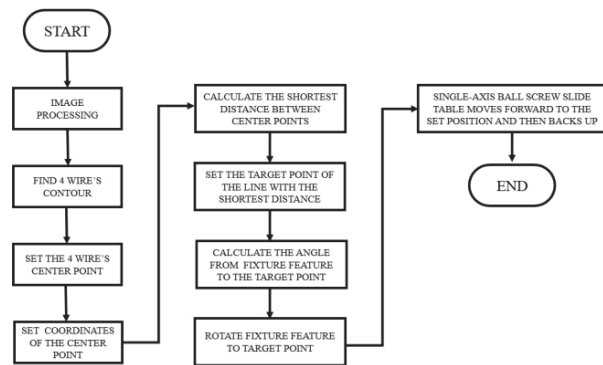 START
IMAGE
PROCESSING
FIND 4 WIRE'S
CONTOUR
SET THE 4 WIRE'S
CENTER POINT
SET COORDINATES
OF THE CENTER
POINT
CALCULATE THE SHORTEST
DISTANCE BETWEEN
CENTER POINTS
SET THE TARGET POINT
OF THE LINE WITH THE
SHORTEST DISTANCE
CALCULATE THE ANGLE
FROM FIXTURE FEATURE
TO THE TARGET POINT
ROTATE FIXTURE FEATURE
TO TARGET POINT
SINGLE-AXIS BALL SCREW SLIDE
TABLE MOVES FORWARD TO THE
SET POSITION AND THEN BACKS UP
END